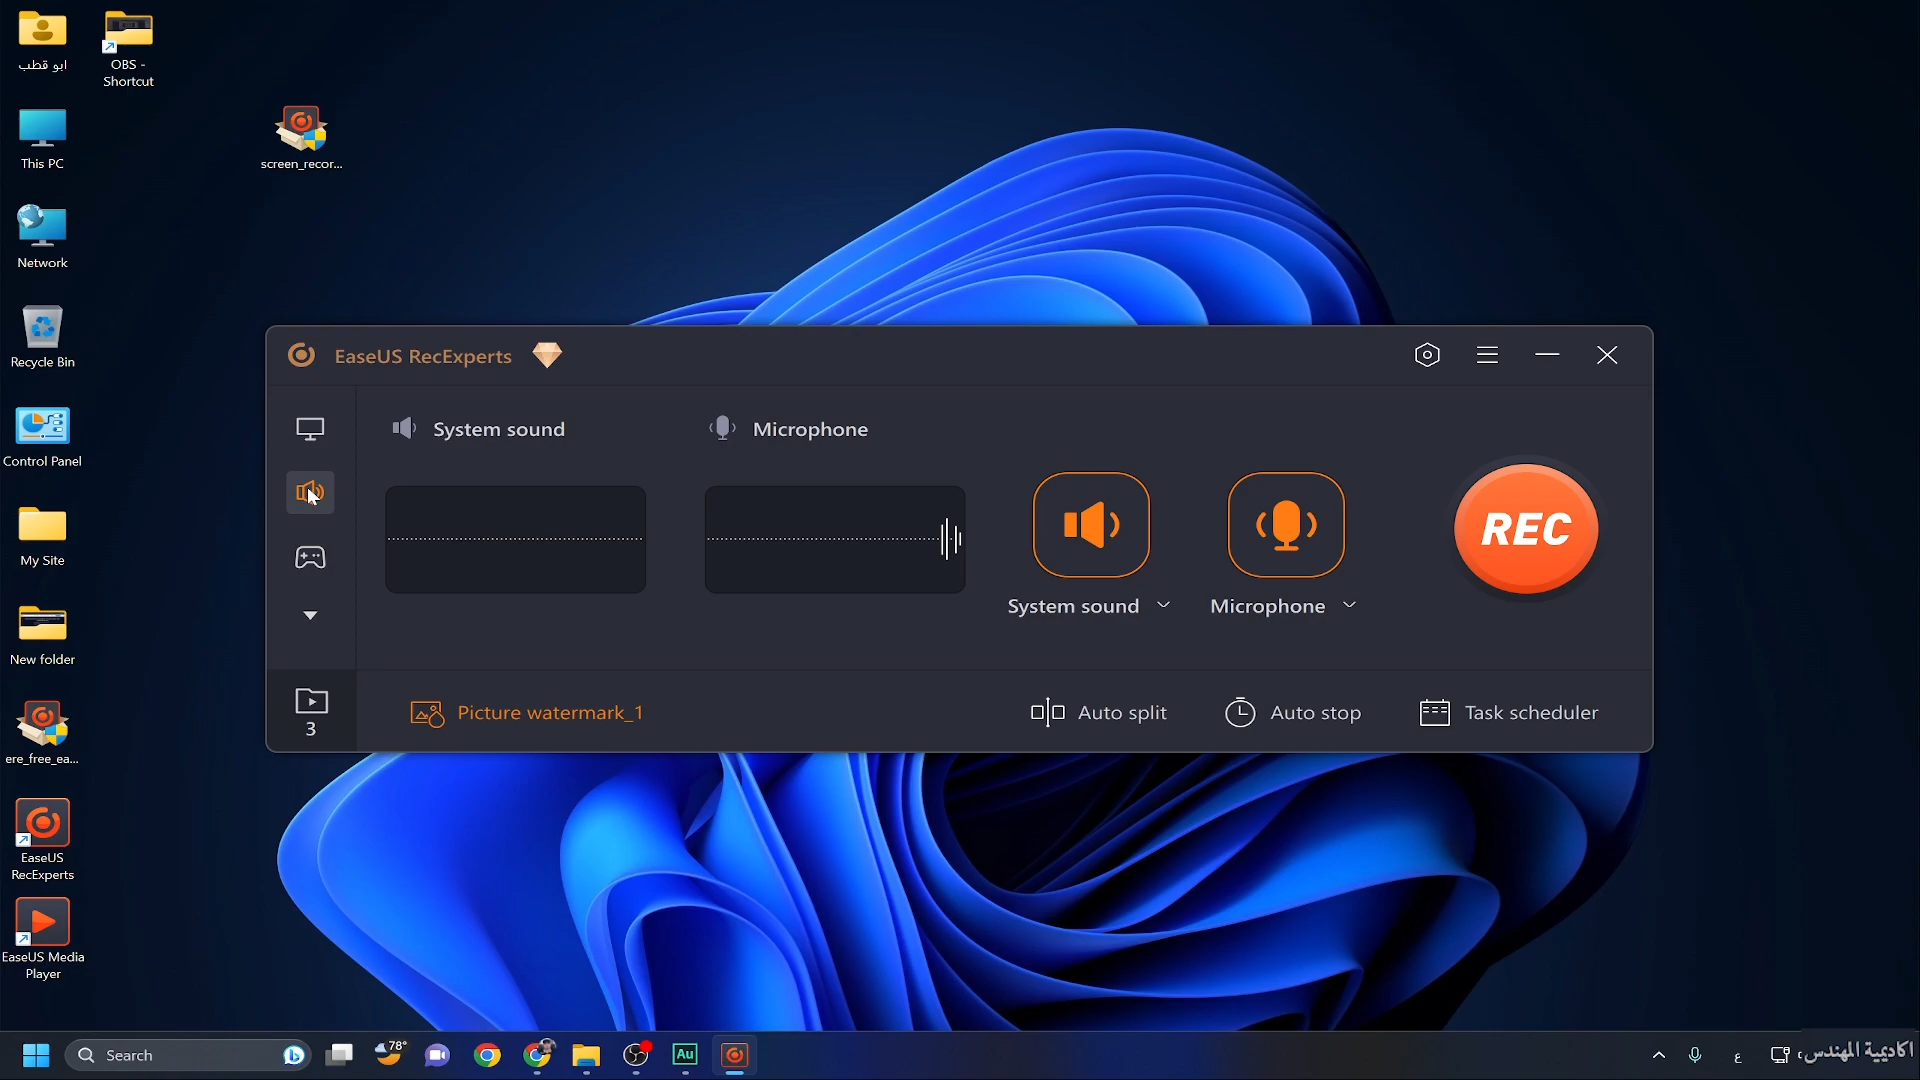 ابو قطب
OBS -
Shortcut
This PC
screen_recor...
Network
Recycle Bin
Control Panel
My Site
New folder
ere_free_ea...
EaseUS
RecExperts
EaseUS Media
Player
EaseUS RecExperts
System sound
Microphone
System sound
Microphone
REC
3
Picture watermark_1
Auto split
Auto stop
Task scheduler
Search
78°
Au
ع
اكاديمية المهندس